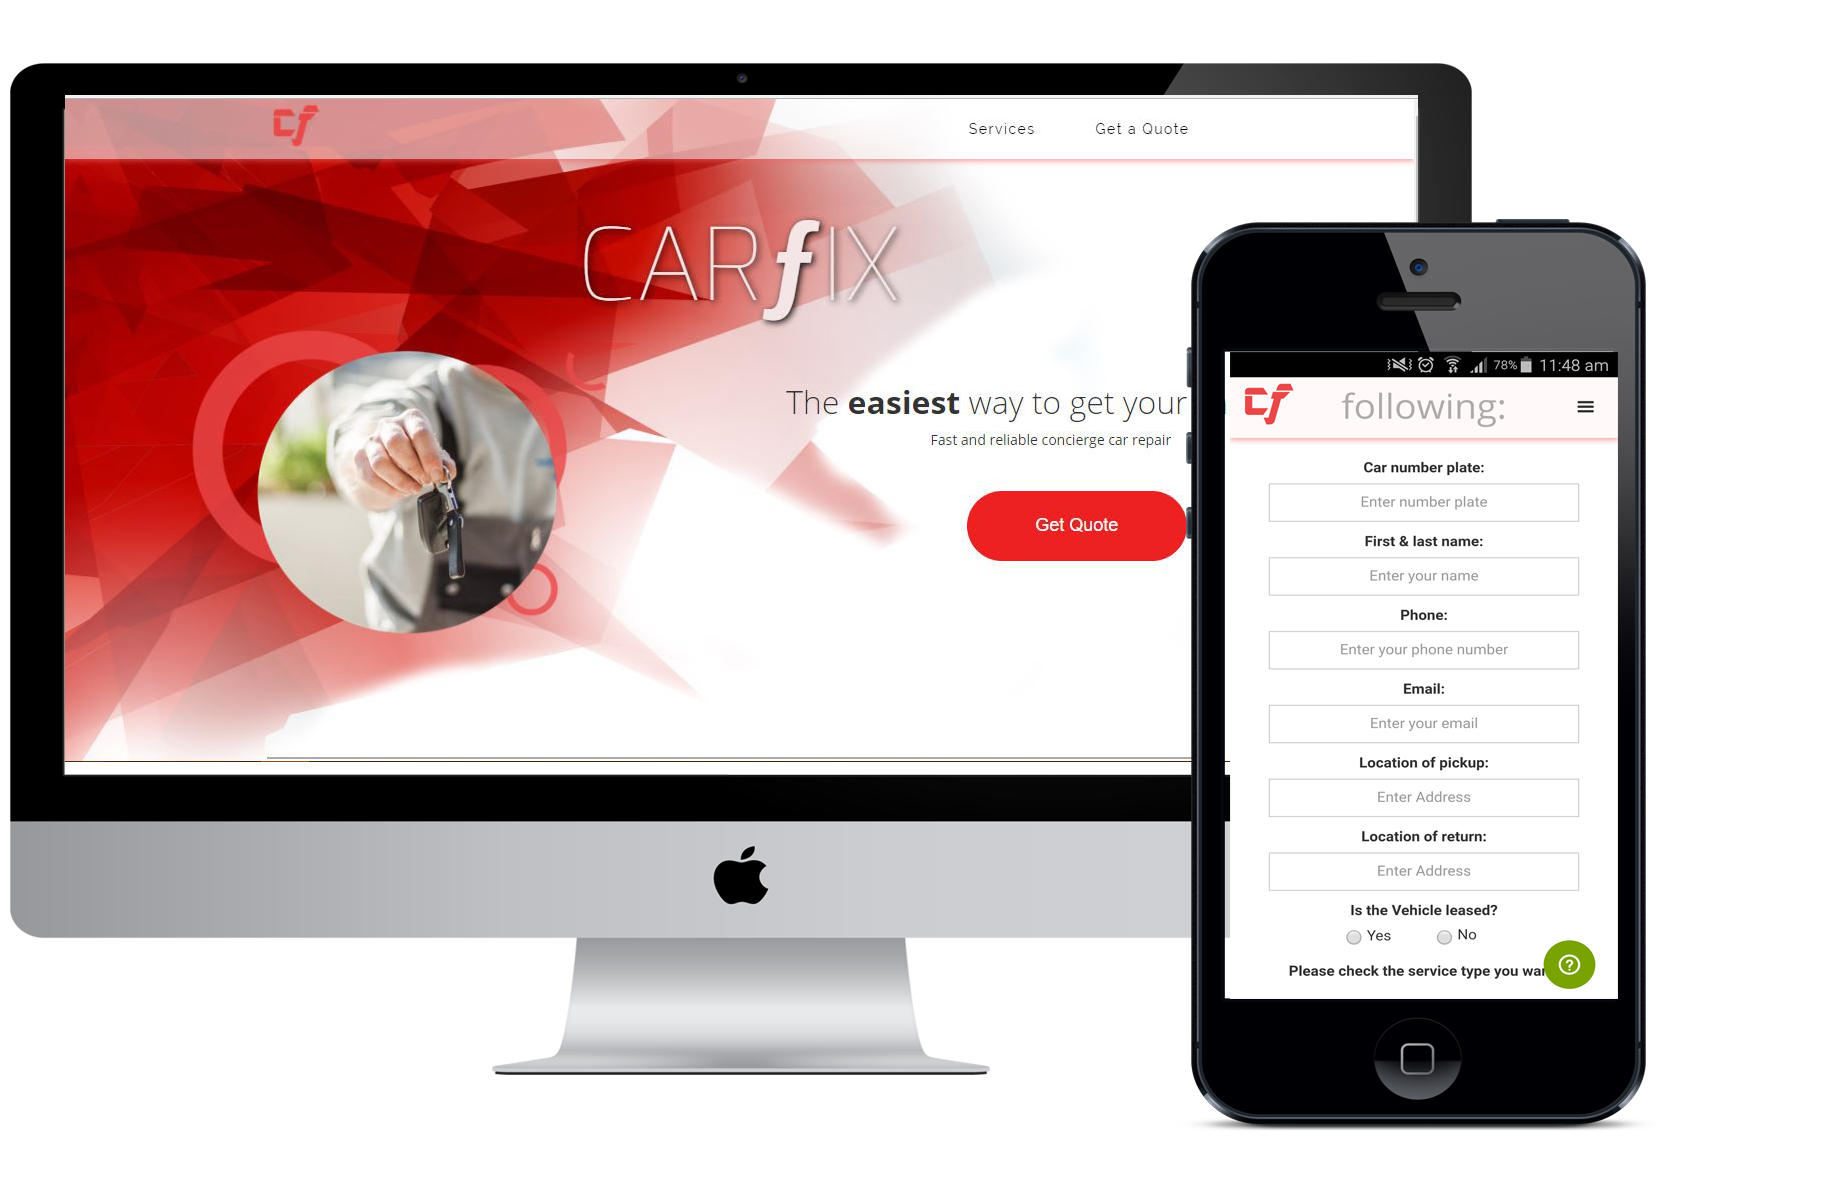 Services
Get a Quote
CARfIX
The easiest way to get your
Fast and reliable concierge car repair
Get Quote
78% 11:48 am
cf
following:
Car number plate:
Enter number plate
First & last name:
Enter your name
Phone:
Enter your phone number
Email:
Enter your email
Location of pickup:
Enter Address
Location of return:
Enter Address
Is the Vehicle leased?
Yes
No
Please check the service type you